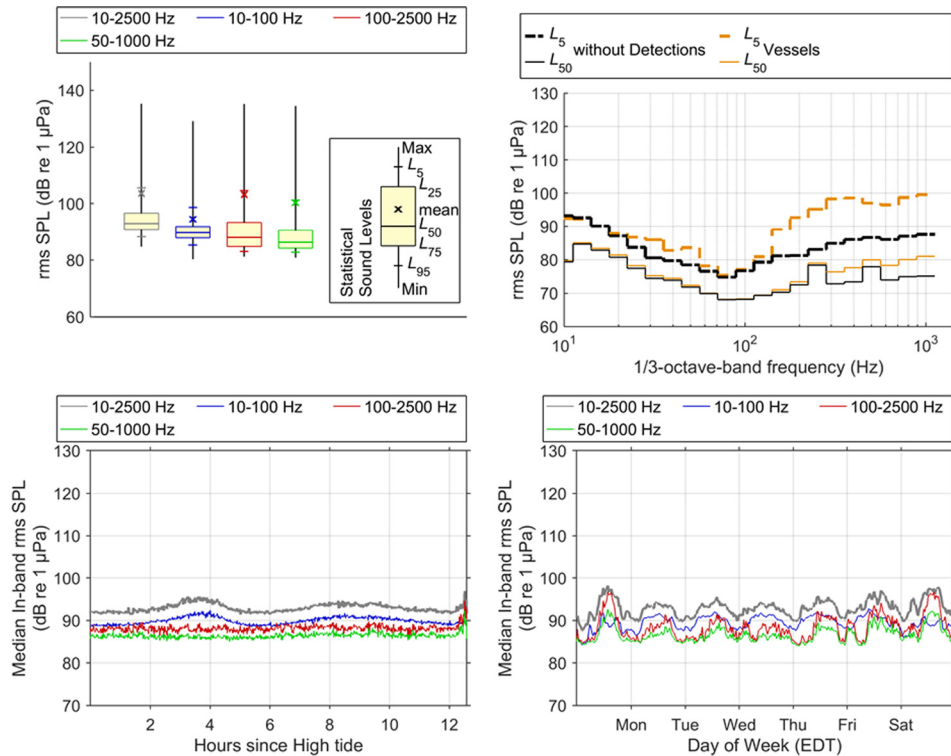 10-2500 Hz 10-100 Hz 100-2500 Hz
50-1000 Hz
rms SPL (dB re 1 µPa)
140
120
100
80
60
Statistical
Sound Levels
Max
L5
L25
mean
L50
L75
L95
Min
L5 without Detections L5 Vessels
L50 L50
rms SPL (dB re 1 µPa)
130
120
110
100
90
80
70
60
10^1 10^2 10^3
1/3-octave-band frequency (Hz)
10-2500 Hz 10-100 Hz 100-2500 Hz
50-1000 Hz
Median In-band rms SPL
(dB re 1 µPa)
130
120
110
100
90
80
70
2 4 6 8 10 12
Hours since High tide
10-2500 Hz 10-100 Hz 100-2500 Hz
50-1000 Hz
Median In-band rms SPL
(dB re 1 µPa)
130
120
110
100
90
80
70
Mon Tue Wed Thu Fri Sat
Day of Week (EDT)